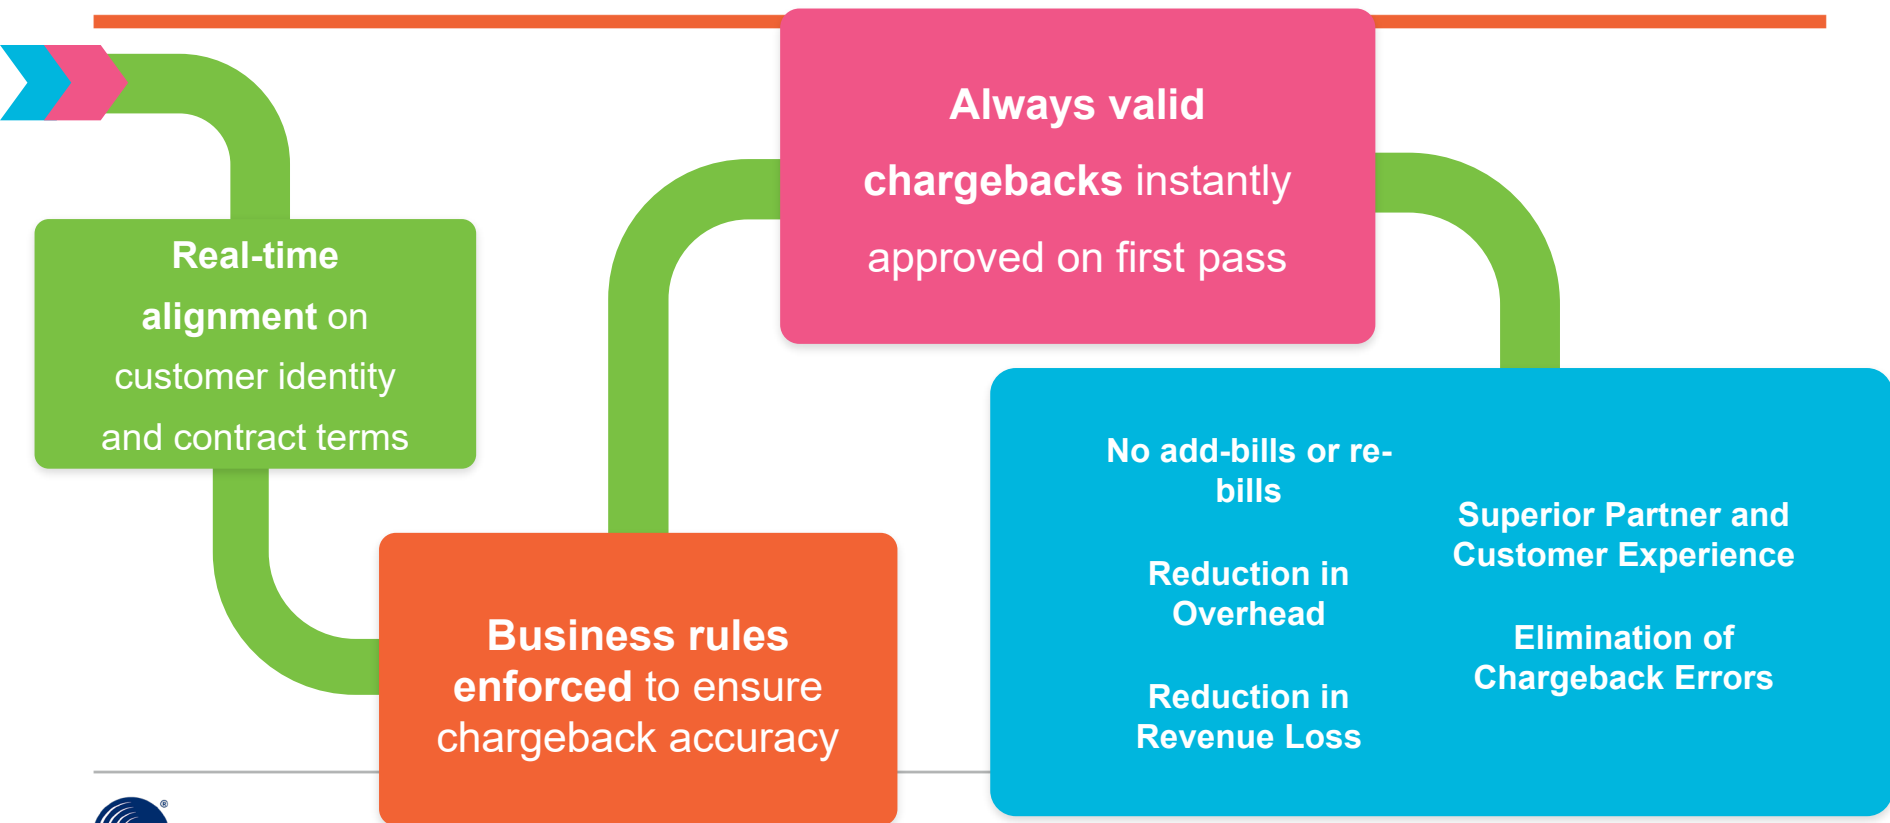 Real-time
alignment on
customer identity
and contract terms
Business rules
enforced to ensure
chargeback accuracy
Always valid
chargebacks instantly
approved on first pass
No add-bills or re-
bills
Reduction in
Overhead
Reduction in
Revenue Loss
Superior Partner and
Customer Experience
Elimination of
Chargeback Errors
®